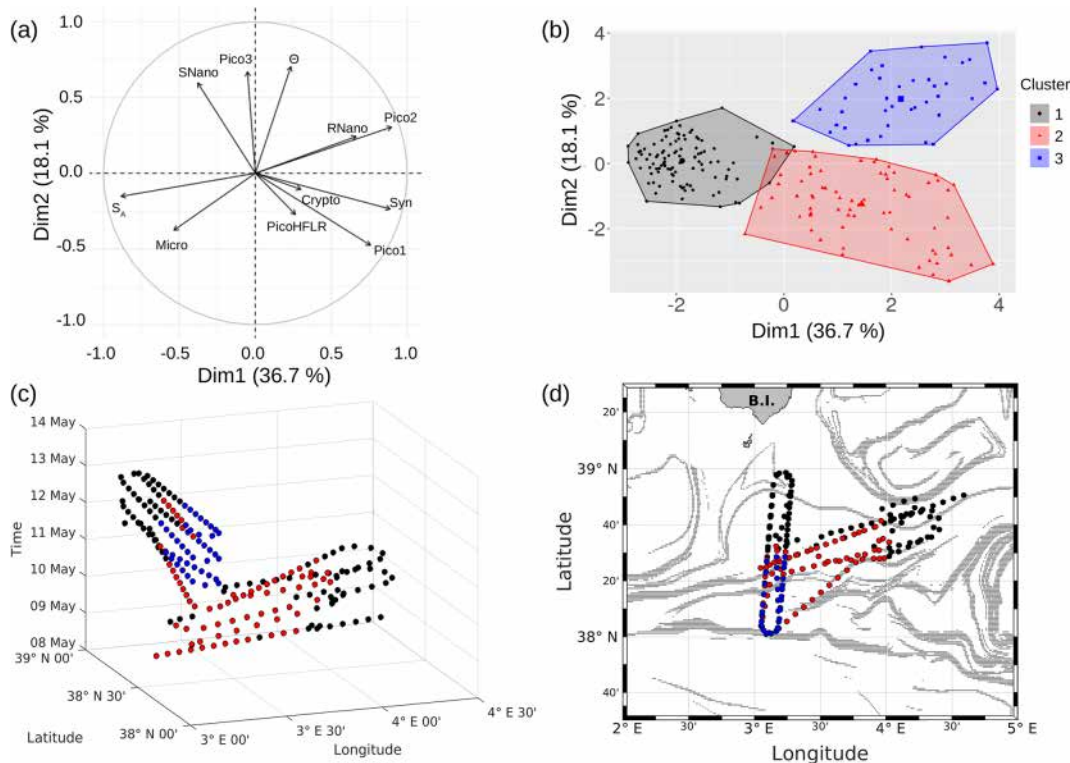 (a)
1.0
0.5
0.0
-0.5
-1.0
Dim2 (18.1 %)
Pico3
Θ
SNano
RNano
Pico2
S_A
Crypto
Syn
Micro
PicoHFLR
Pico1
-1.0
-0.5
0.0
0.5
1.0
Dim1 (36.7 %)
(b)
4
2
0
-2
Dim2 (18.1 %)
-2
0
2
4
Dim1 (36.7 %)
Cluster
1
2
3
(c)
14 May
13 May
12 May
11 May
10 May
09 May
08 May
Time
39° N 00'
38° N 30'
38° N 00'
Latitude
3° E 00'
3° E 30'
4° E 00'
4° E 30'
Longitude
(d)
B.I.
20'
39° N
40'
20'
38° N
40'
Latitude
2° E
30'
3° E
30'
4° E
30'
5° E
Longitude